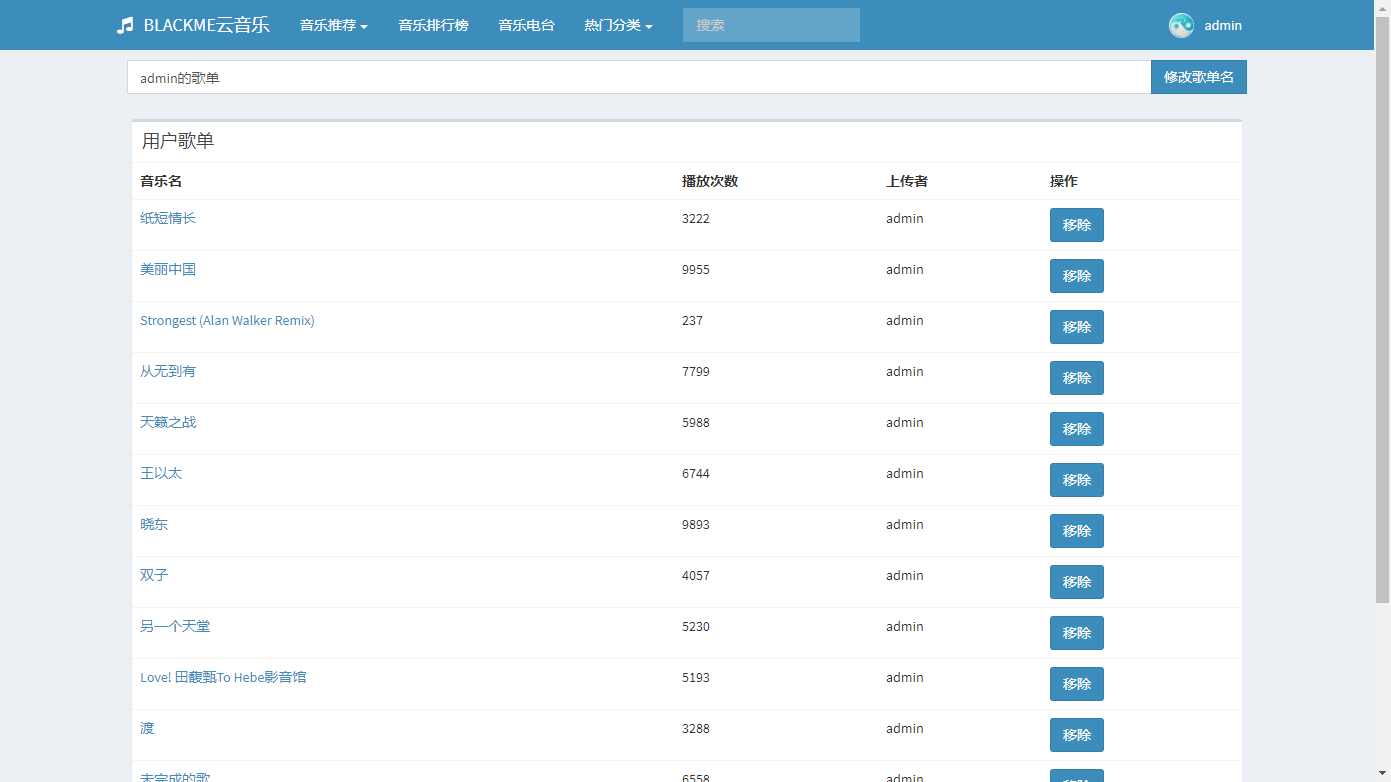 BLACKME云音乐 音乐推荐 音乐排行榜 音乐电台 热门分类 搜索 admin
admin的歌单 修改歌单名
用户歌单
音乐名 播放次数 上传者 操作
纸短情长 3222 admin 移除
美丽中国 9955 admin 移除
Strongest (Alan Walker Remix) 237 admin 移除
从无到有 7799 admin 移除
天籁之战 5988 admin 移除
王以太 6744 admin 移除
晓东 9893 admin 移除
双子 4057 admin 移除
另一个天堂 5230 admin 移除
Love! 田馥甄To Hebe影音馆 5193 admin 移除
渡 3288 admin 移除
未完成的歌 6558 admin 移除